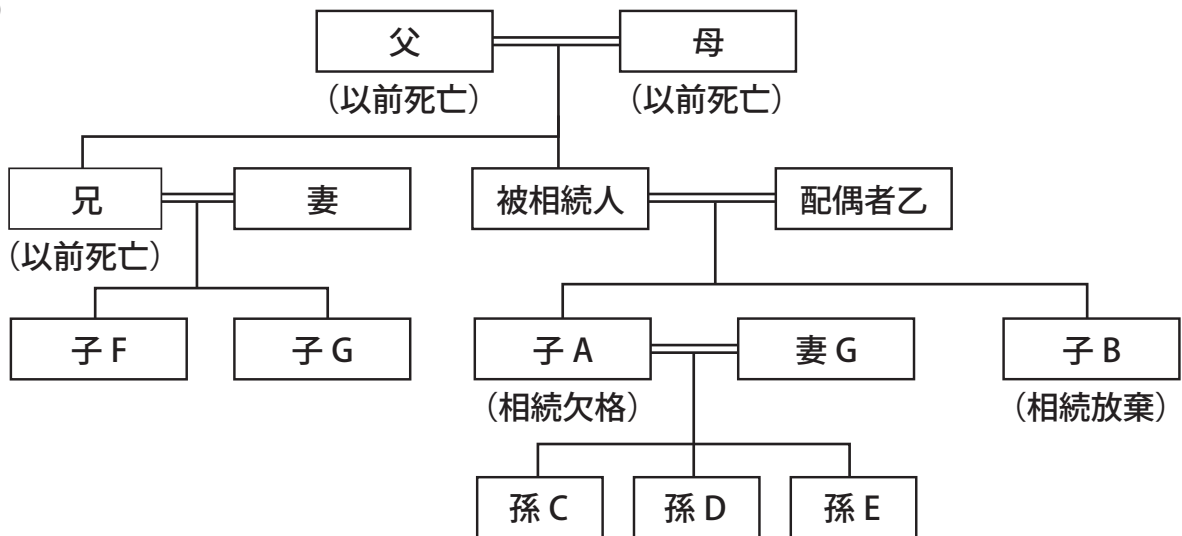 父 母
（以前死亡） （以前死亡）
兄 妻 被相続人 配偶者乙
（以前死亡）
子 F 子 G 子 A 妻 G 子 B
（相続欠格） （相続放棄）
孫 C 孫 D 孫 E